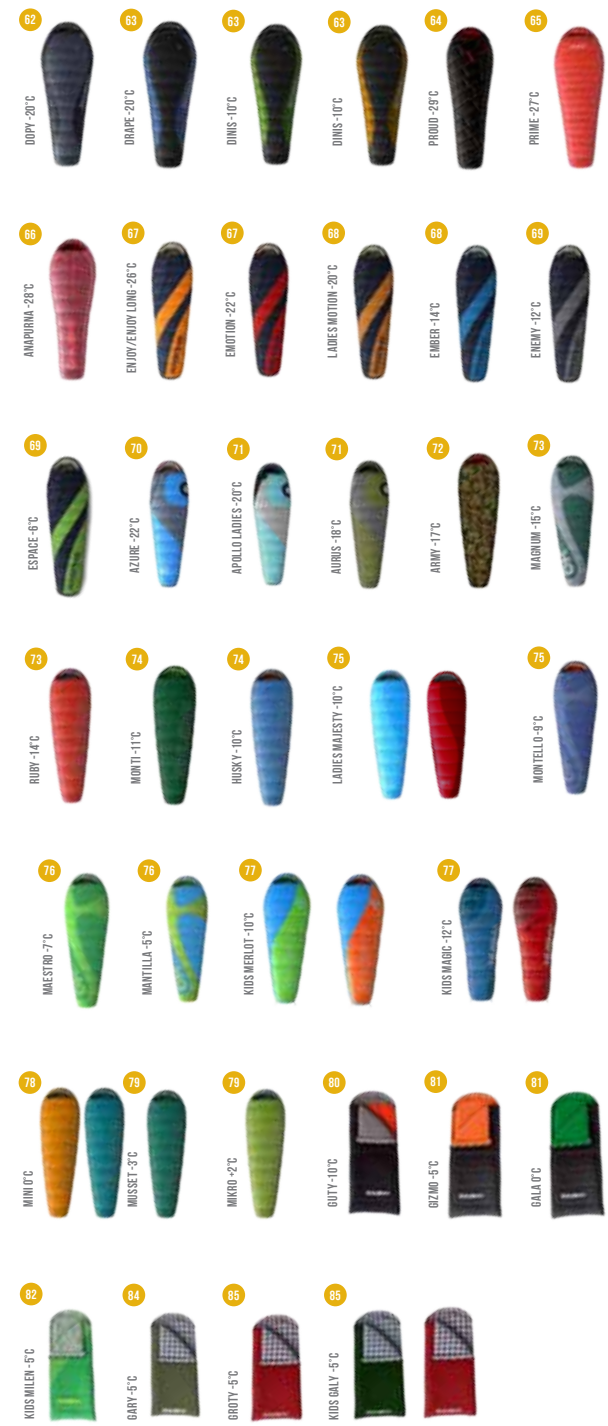 62
DOPY -20°C
63
DRAPE -20°C
63
DINIS -10°C
63
DINIS -10°C
64
PROUD -29°C
65
PRIME -27°C
66
ANAPURNA -28°C
67
ENJOY/ENJOY LONG -26°C
67
EMOTION -22°C
68
LADIES MOTION -20°C
68
EMBER -14°C
69
ENEMY -12°C
69
ESPACE -6°C
70
AZURE -22°C
71
APOLLO LADIES -20°C
71
AURUS -18°C
72
ARMY -17°C
73
MAGNUM -15°C
73
RUBY -14°C
74
MONTI -11°C
74
HUSKY -10°C
75
LADIES MAJESTY -10°C
75
MONTELLO -9°C
76
MAESTRO -7°C
76
MANTILLA -5°C
77
KIDS MERLOT -10°C
77
KIDS MAGIC -12°C
78
MINI 0°C
79
MUSSET -3°C
79
MIKRO +2°C
80
GUTY -10°C
81
GIZMO -5°C
81
GALA 0°C
82
KIDS MILEN -5°C
84
GARY -5°C
85
GROTY -5°C
85
KIDS GALY -5°C